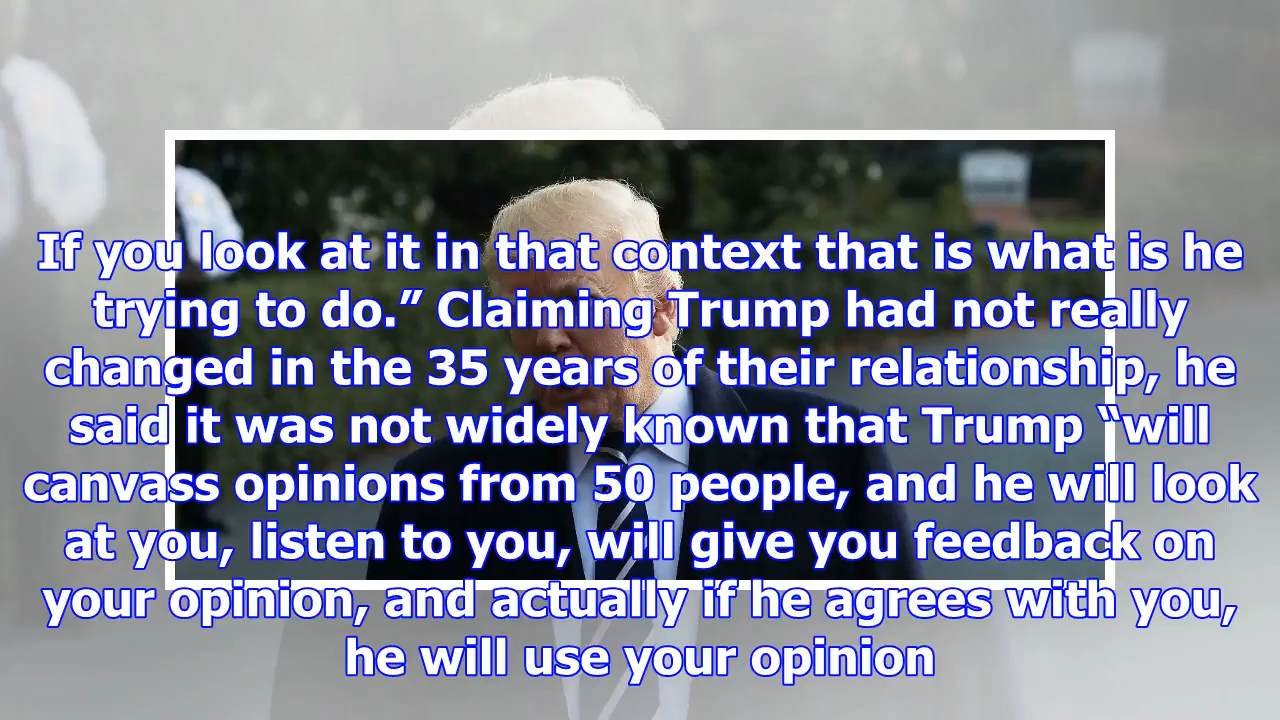 If you look at it in that context that is what is he
trying to do.” Claiming Trump had not really
changed in the 35 years of their relationship, he
said it was not widely known that Trump “will
canvass opinions from 50 people, and he will look
at you, listen to you, will give you feedback on
your opinion, and actually if he agrees with you,
he will use your opinion